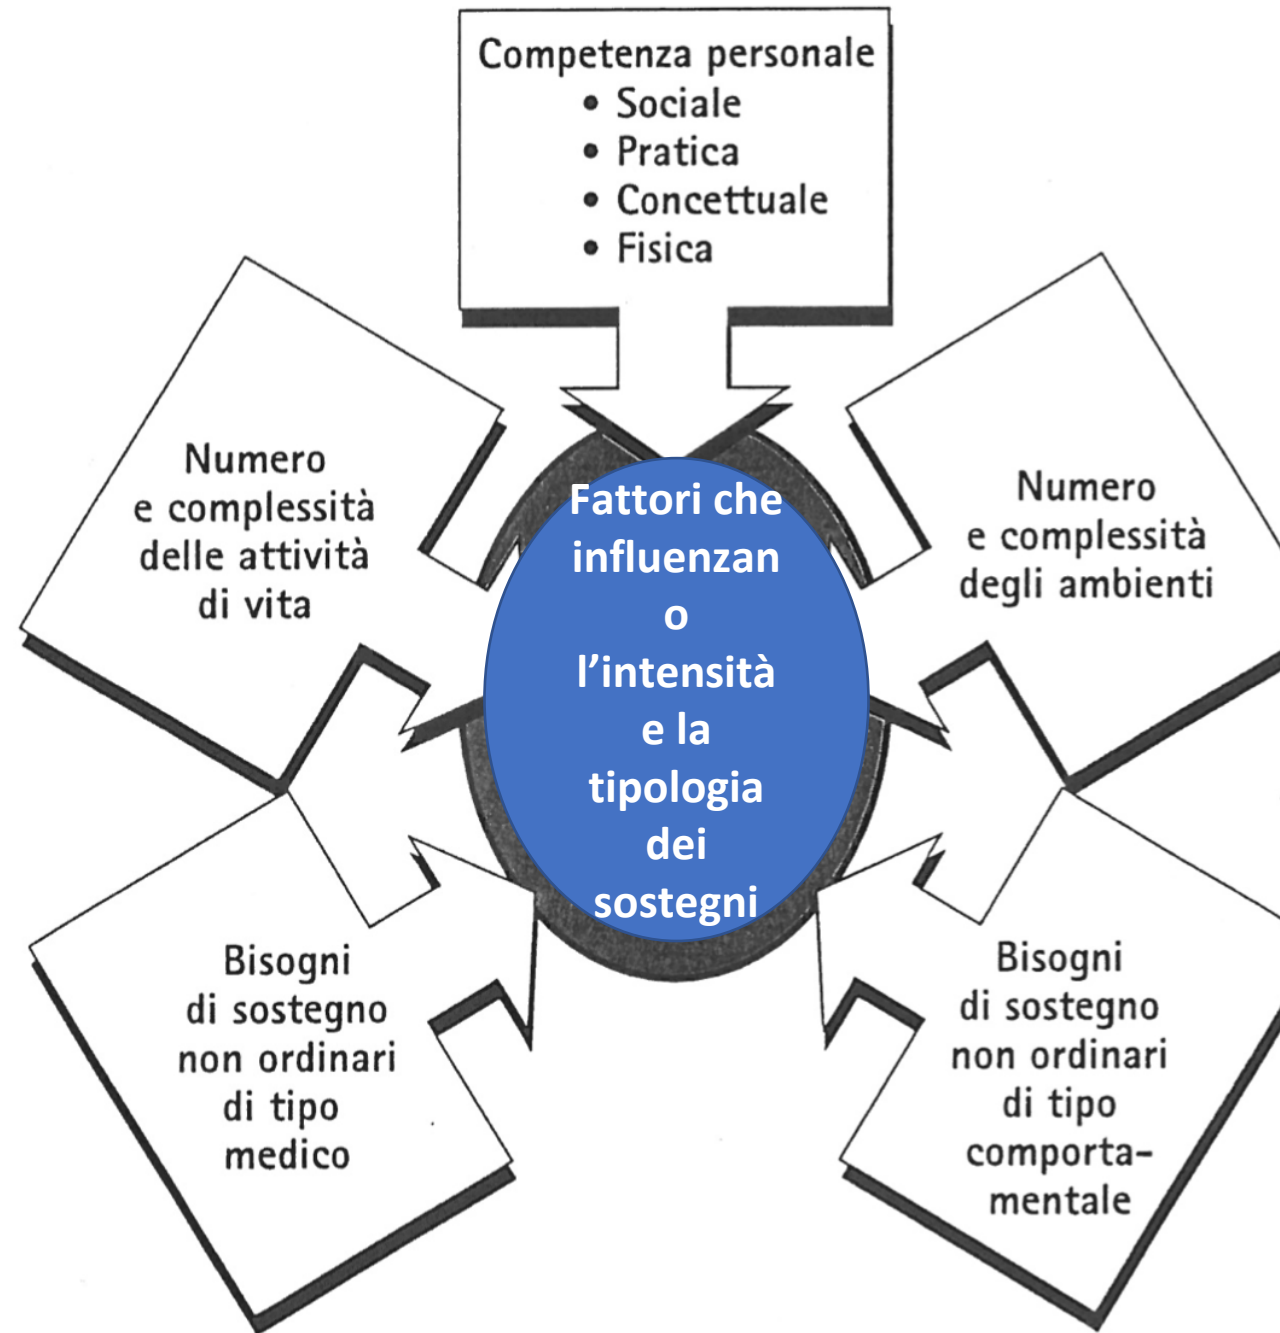 Competenza personale
• Sociale
• Pratica
• Concettuale
• Fisica
Numero
e complessità
delle attività
di vita
Fattori che
influenzan
o
l’intensità
e la
tipologia
dei
sostegni
Numero
e complessità
degli ambienti
Bisogni
di sostegno
non ordinari
di tipo
medico
Bisogni
di sostegno
non ordinari
di tipo
comporta-
mentale